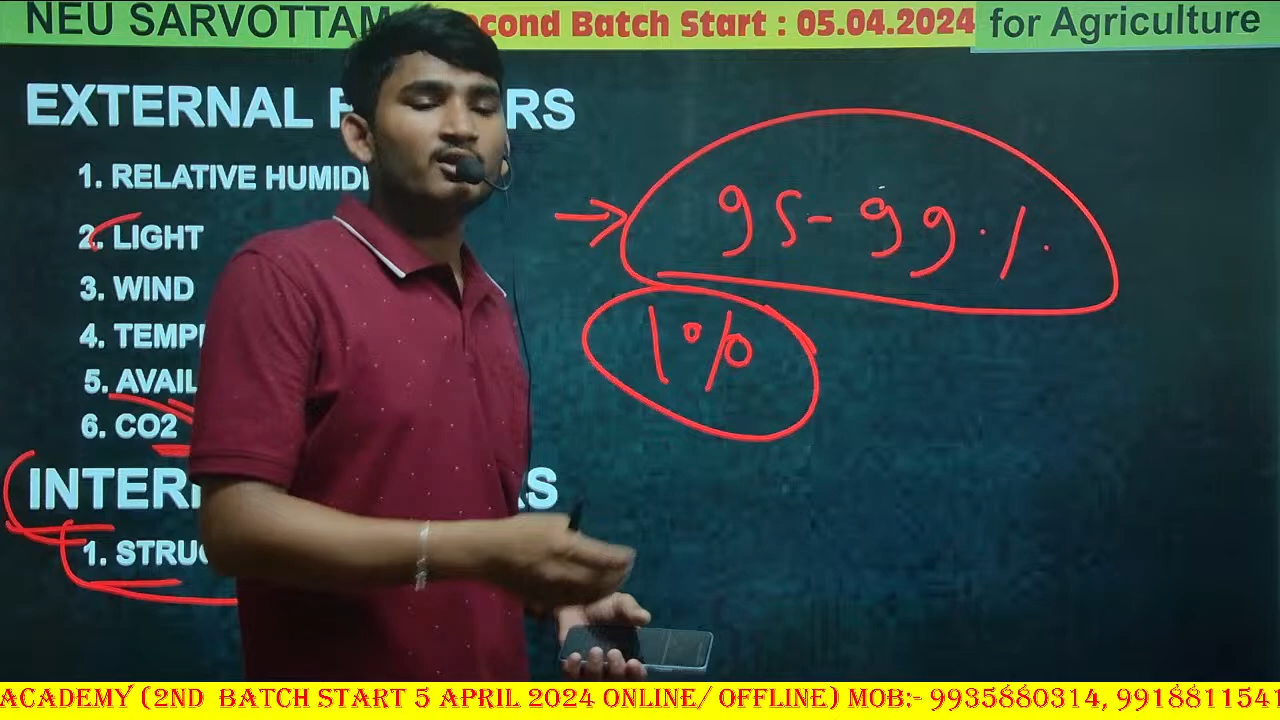 NEU SARVOTTAM
cond Batch Start : 05.04.2024
for Agriculture
EXTERNAL F RS
1. RELATIVE HUMIDI
2. LIGHT
3. WIND
4. TEMP
5. AVAIL
6. CO2
INTER S
1. STRUC
95-99.%.
1%
ACADEMY (2ND BATCH START 5 APRIL 2024 ONLINE/ OFFLINE) MOB:- 9935880314, 9918811541